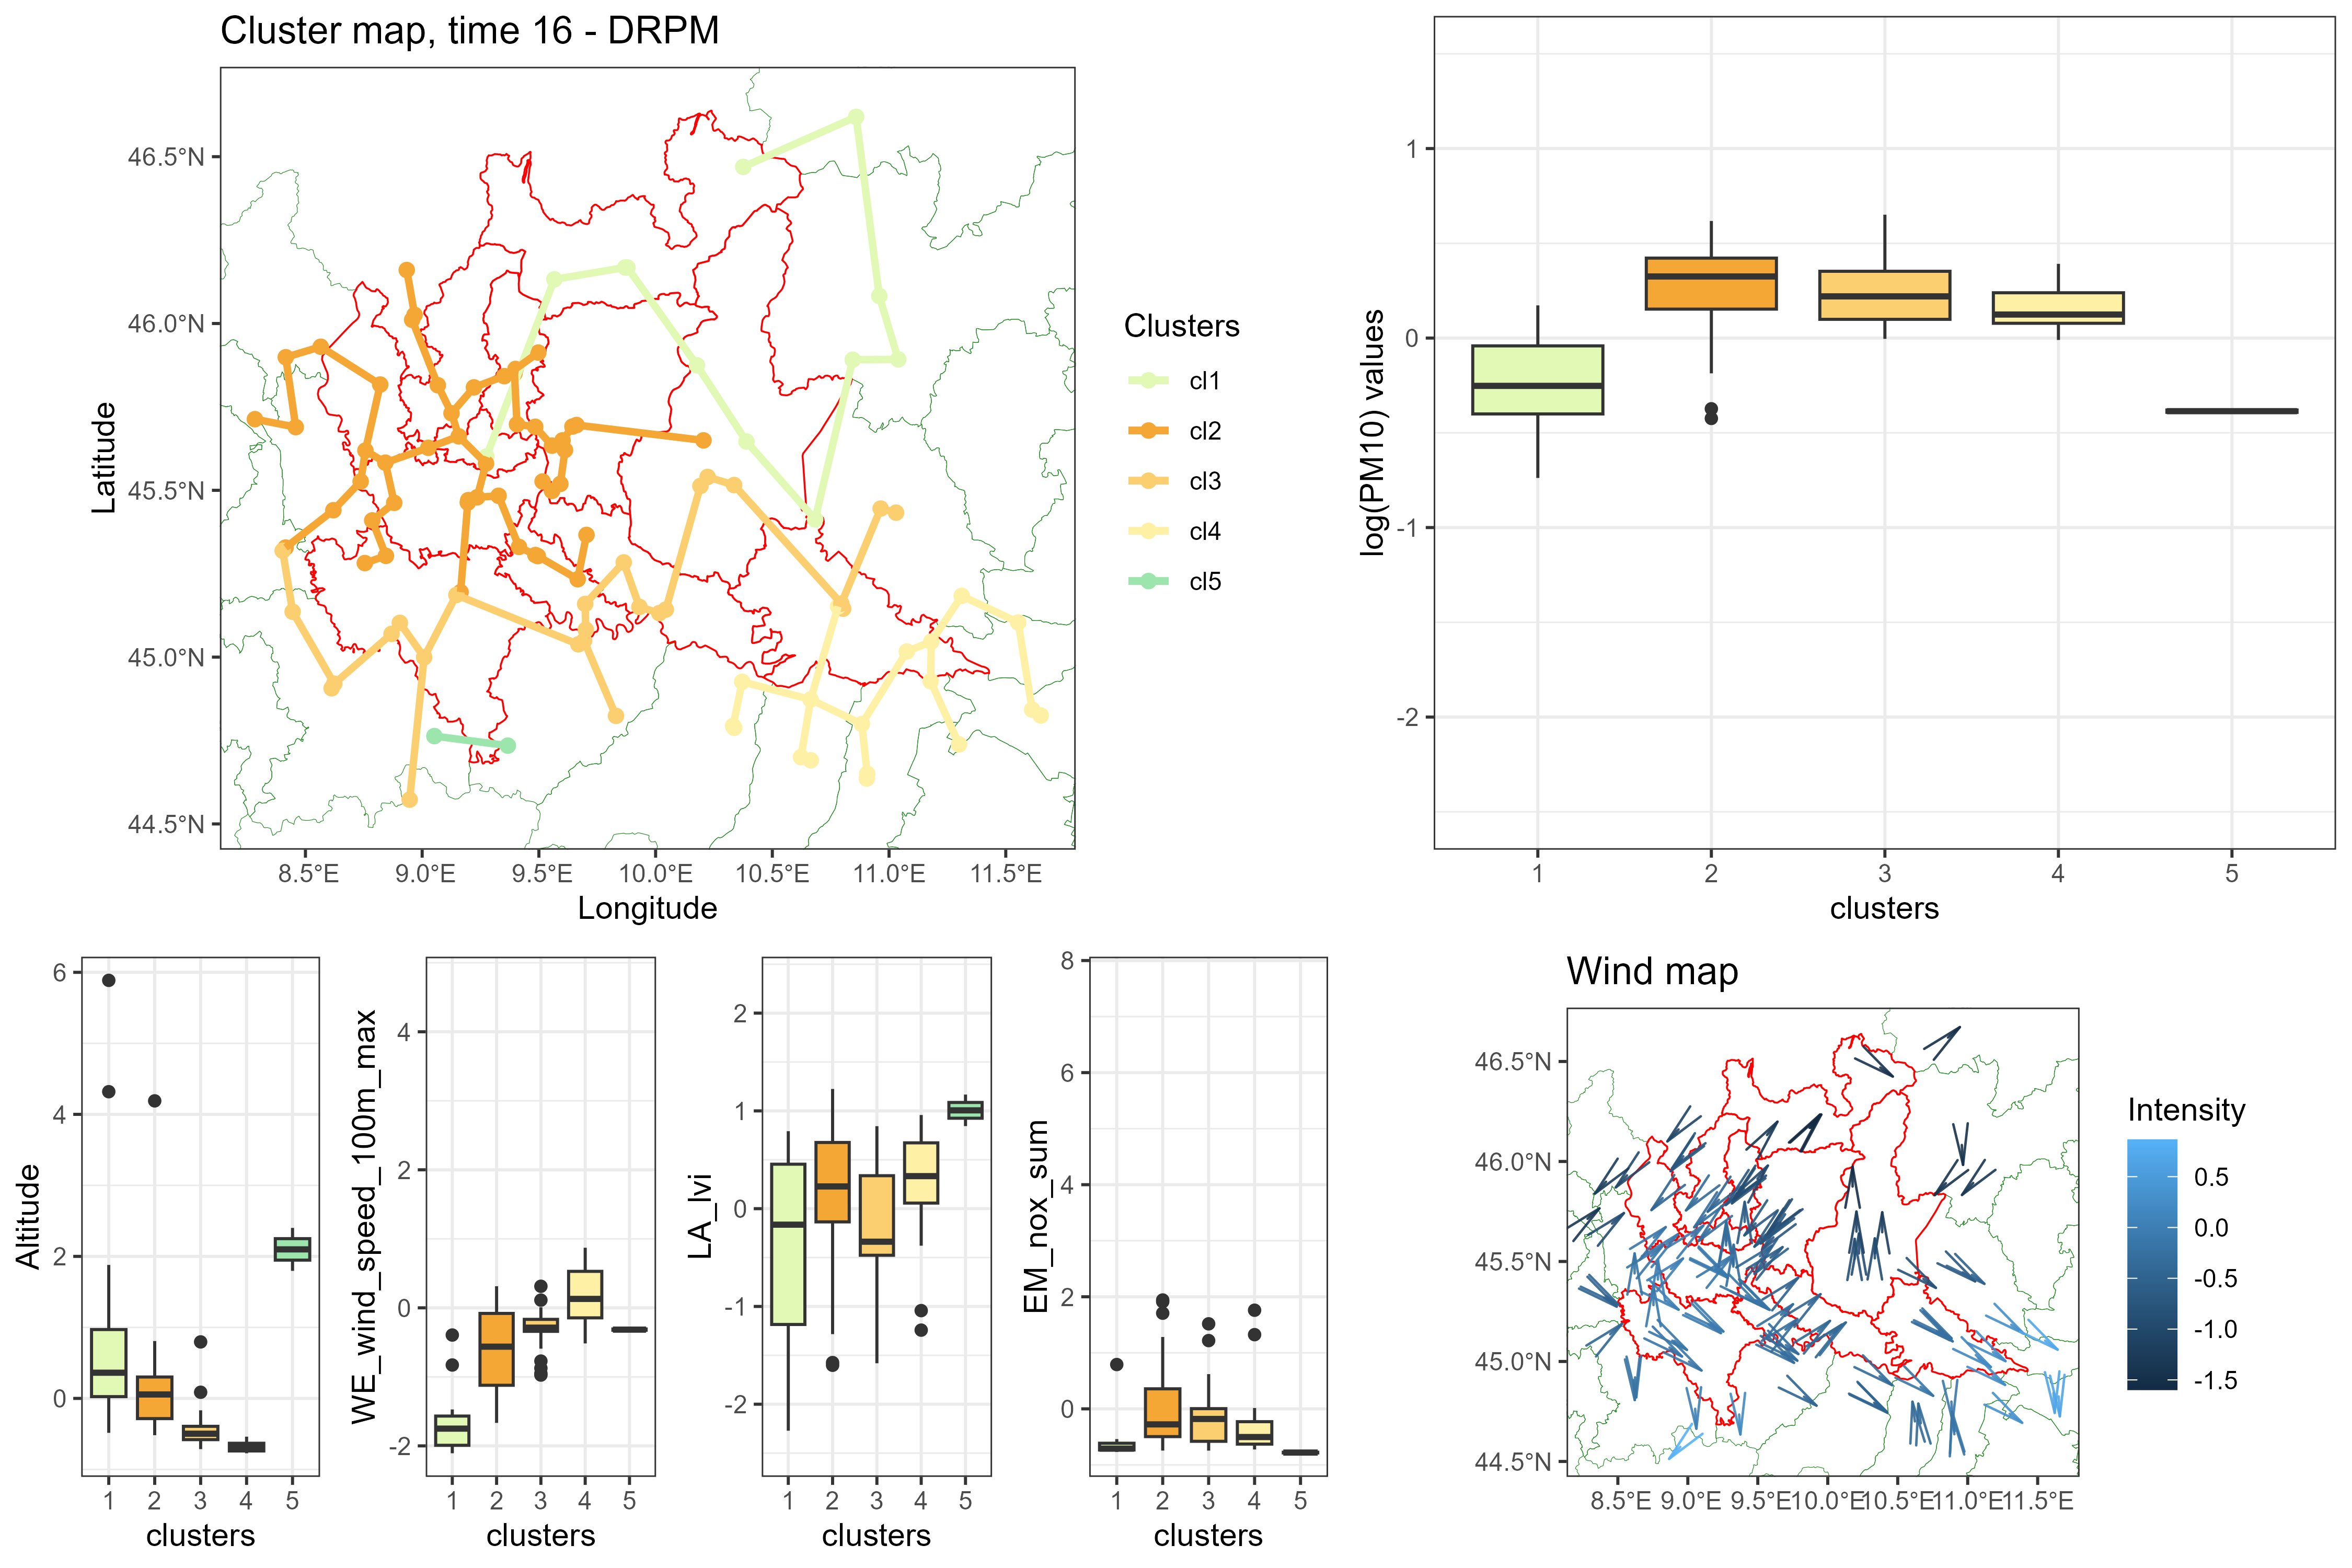 Cluster map, time 16 - DRPM
46.5°N
46.0°N
45.5°N
45.0°N
44.5°N
Latitude
8.5°E 9.0°E 9.5°E 10.0°E 10.5°E 11.0°E 11.5°E
Longitude
Clusters
cl1
cl2
cl3
cl4
cl5
log(PM10) values
1
0
-1
-2
1 2 3 4 5
clusters
Altitude
6
4
2
0
1 2 3 4 5
clusters
WE_wind_speed_100m_max
4
2
0
-2
1 2 3 4 5
clusters
LA_lvi
2
1
0
-1
-2
1 2 3 4 5
clusters
EM_nox_sum
8
6
4
2
0
1 2 3 4 5
clusters
Wind map
46.5°N
46.0°N
45.5°N
45.0°N
44.5°N
8.5°E 9.0°E 9.5°E 10.0°E 10.5°E 11.0°E 11.5°E
Intensity
0.5
0.0
-0.5
-1.0
-1.5